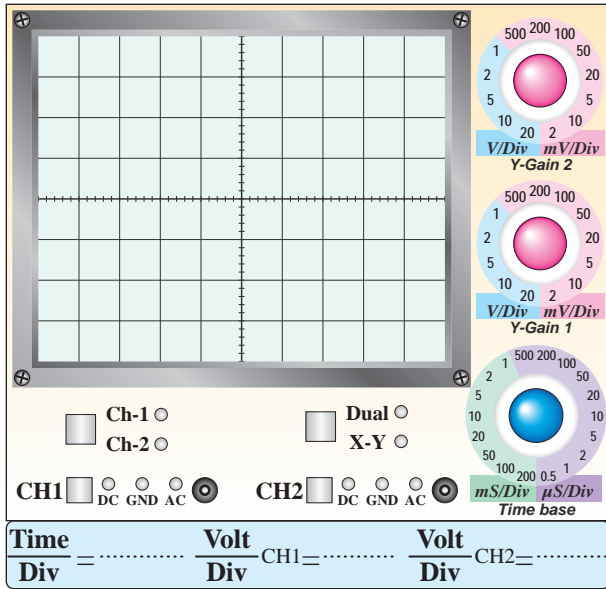 500 200 100
1 50
2 20
5 5
10 10
20 2
V/Div mV/Div
Y-Gain 2
500 200 100
1 50
2 20
5 5
10 10
20 2
V/Div mV/Div
Y-Gain 1
1 500 200 100
2 50
5 20
10 10
20 5
50 2
100 200 0.5 1
mS/Div µS/Div
Time base
Ch-1
Ch-2
Dual
X-Y
CH1 DC GND AC
CH2 DC GND AC
Time/Div = .............. Volt/Div CH1=............ Volt/Div CH2=............